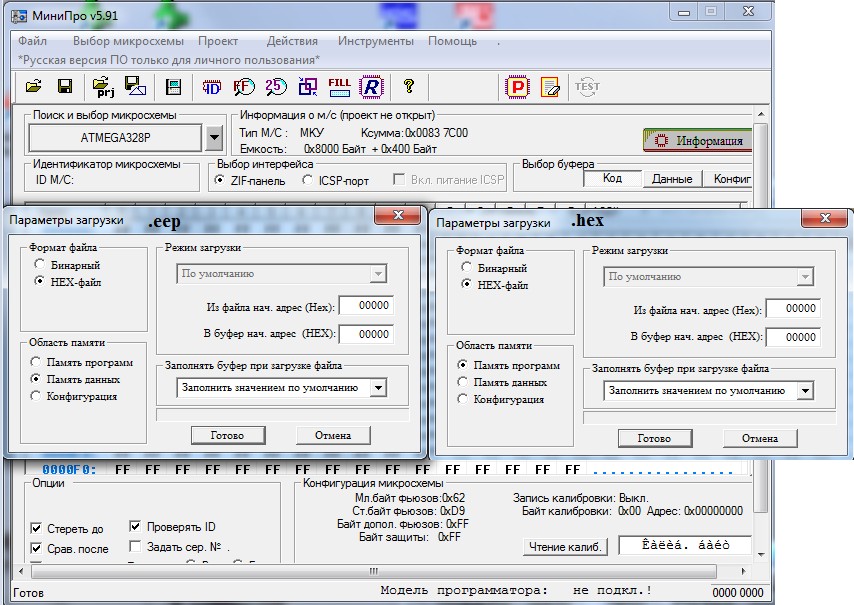 МиниПро v5.91
Файл Выбор микросхемы Проект Действия Инструменты Помощь .
*Русская версия ПО только для личного пользования*
prj 4D FF 25 FILL R ? P TEST
Поиск и выбор микросхемы
ATMEGA328P
Информация о м/с (проект не открыт)
Тип М/С : МКУ Ксумма:0x0083 7C00
Емкость: 0x8000 Байт + 0x400 Байт
Информация
Идентификатор микросхемы
ID М/С:
Выбор интерфейса
ZIF-панель ICSP-порт Вкл. питание ICSP
Выбор буфера
Код Данные Конфиг
Параметры загрузки .eep
Формат файла
Бинарный
HEX-файл
Режим загрузки
По умолчанию
Из файла нач. адрес (Hex): 00000
В буфер нач. адрес (HEX): 00000
Область памяти
Память программ
Память данных
Конфигурация
Заполнять буфер при загрузке файла
Заполнить значением по умолчанию
Готово Отмена
Параметры загрузки .hex
Формат файла
Бинарный
HEX-файл
Режим загрузки
По умолчанию
Из файла нач. адрес (Hex): 00000
В буфер нач. адрес (HEX): 00000
Область памяти
Память программ
Память данных
Конфигурация
Заполнять буфер при загрузке файла
Заполнить значением по умолчанию
Готово Отмена
0000F0: FF FF FF FF FF FF FF FF FF FF FF FF FF FF FF FF ................
Опции
Стереть до Проверять ID
Срав. после Задать сер. № .
Конфигурация микросхемы
Мл.байт фьюзов:0x62
Ст.байт фьюзов:0xD9
Байт допол. фьюзов:0xFF
Байт защиты: 0xFF
Запись калибровки: Выкл.
Байт калибровки: 0x00 Адрес:0x00000000
Чтение калиб. Êàëèá. áàéò
Готов Модель программатора: не подкл.! 0000 0000